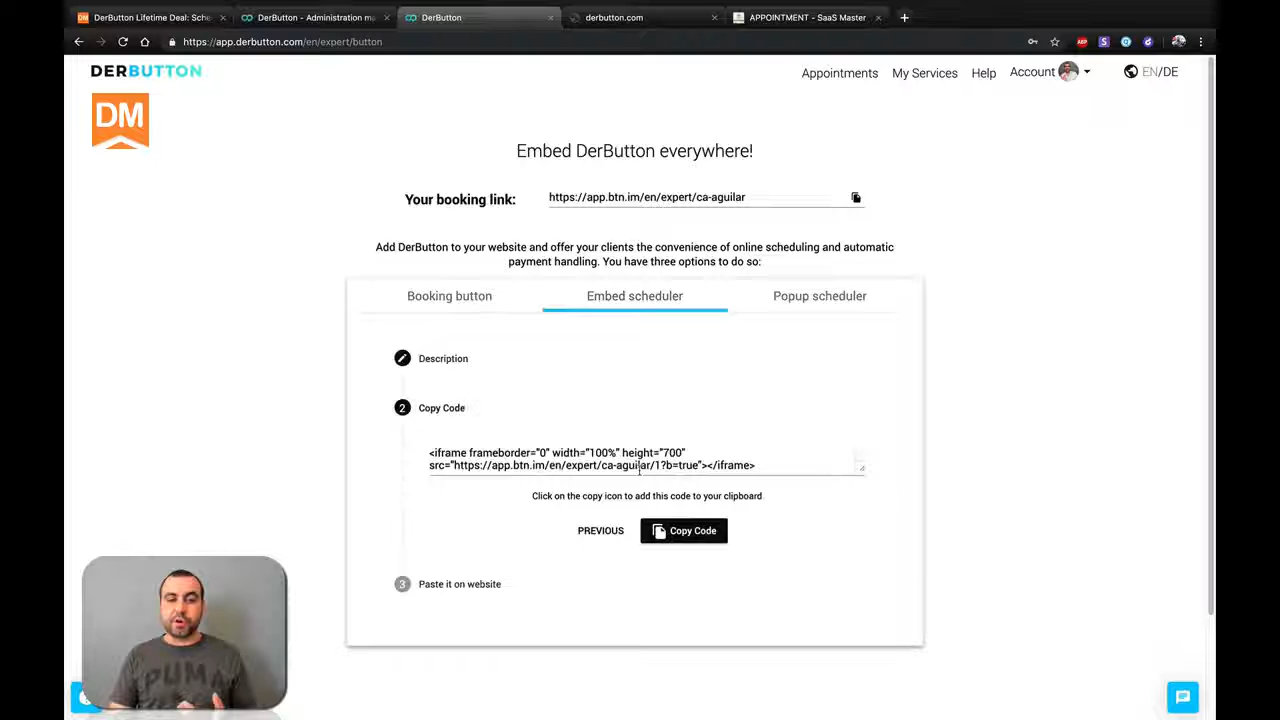 DerButton Lifetime Deal: Sche
DerButton - Administration ma
DerButton
derbutton.com
APPOINTMENT - SaaS Master
https://app.derbutton.com/en/expert/button
ABP
DERBUTTON
Appointments
My Services
Help
Account
EN/DE
DM
Embed DerButton everywhere!
Your booking link:
https://app.btn.im/en/expert/ca-aguilar
Add DerButton to your website and offer your clients the convenience of online scheduling and automatic
payment handling. You have three options to do so:
Booking button
Embed scheduler
Popup scheduler
Description
2 Copy Code
<iframe frameborder="0" width="100%" height="700"
src="https://app.btn.im/en/expert/ca-aguilar/1?b=true"></iframe>
Click on the copy icon to add this code to your clipboard
PREVIOUS
Copy Code
3 Paste it on website
PUMA